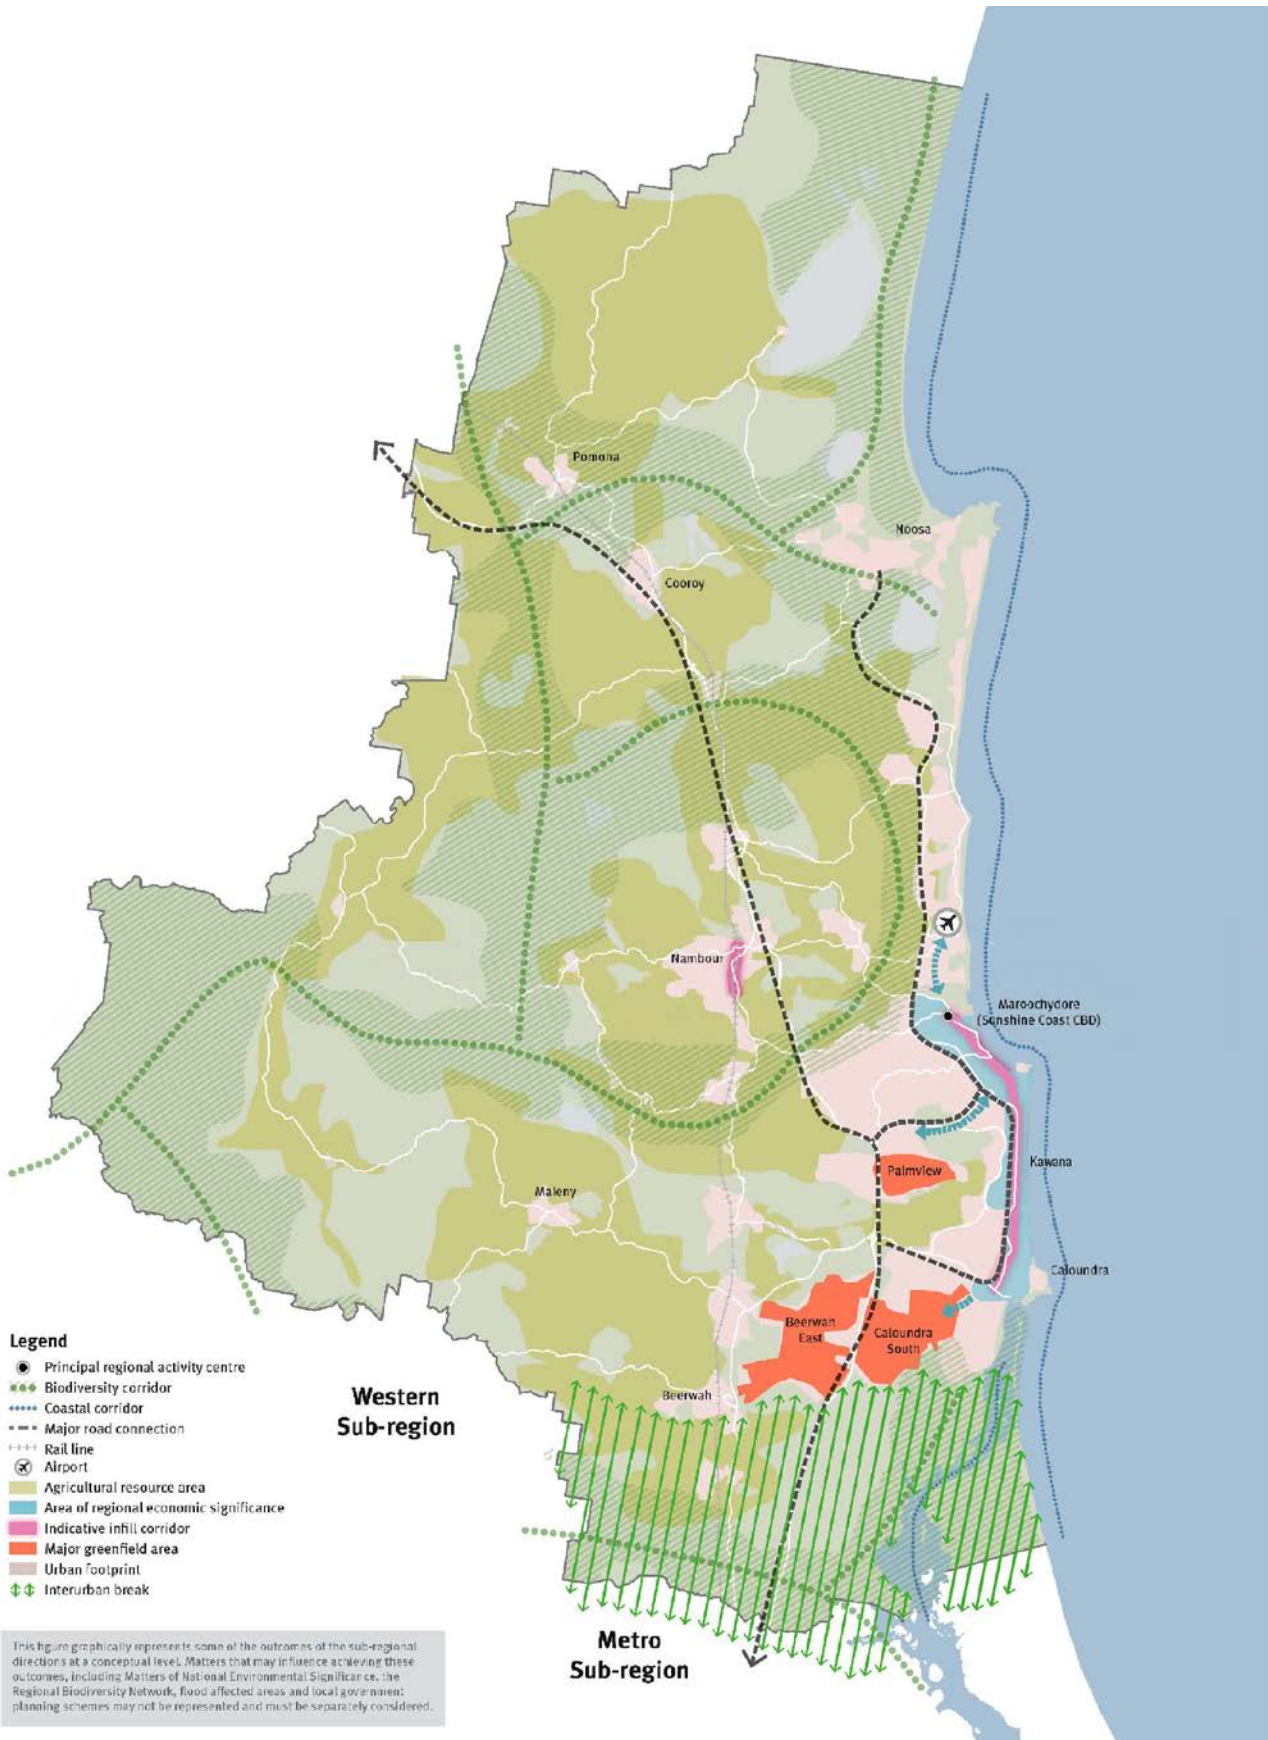 Pomona
Noosa
Cooroy
Nambour
Maroochydore
(Sunshine Coast CBD)
Palmview
Kawana
Maleny
Caloundra
Beerwah
East
Caloundra
South
Beerwah
Western
Sub-region
Metro
Sub-region
Legend
Principal regional activity centre
Biodiversity corridor
Coastal corridor
Major road connection
Rail line
Airport
Agricultural resource area
Area of regional economic significance
Indicative infill corridor
Major greenfield area
Urban footprint
Interurban break
This figure graphically represents some of the outcomes of the sub-regional
directions at a conceptual level. Matters that may influence achieving these
outcomes, including Matters of National Environmental Significance, the
Regional Biodiversity Network, flood affected areas and local government
planning schemes may not be represented and must be separately considered.